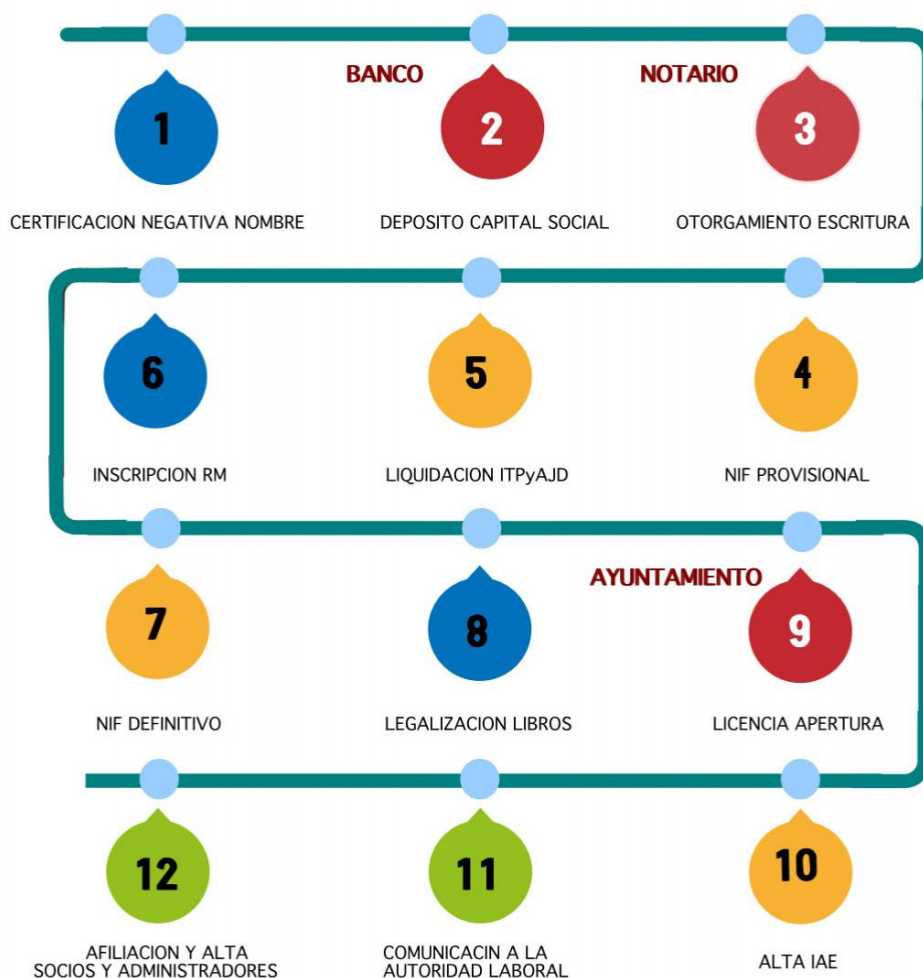 BANCO
NOTARIO
1
2
3
CERTIFICACION NEGATIVA NOMBRE
DEPOSITO CAPITAL SOCIAL
OTORGAMIENTO ESCRITURA
6
5
4
INSCRIPCION RM
LIQUIDACION ITPyAJD
NIF PROVISIONAL
AYUNTAMIENTO
7
8
9
NIF DEFINITIVO
LEGALIZACION LIBROS
LICENCIA APERTURA
12
11
10
AFILIACION Y ALTA
SOCIOS Y ADMINISTRADORES
COMUNICACIN A LA
AUTORIDAD LABORAL
ALTA IAE